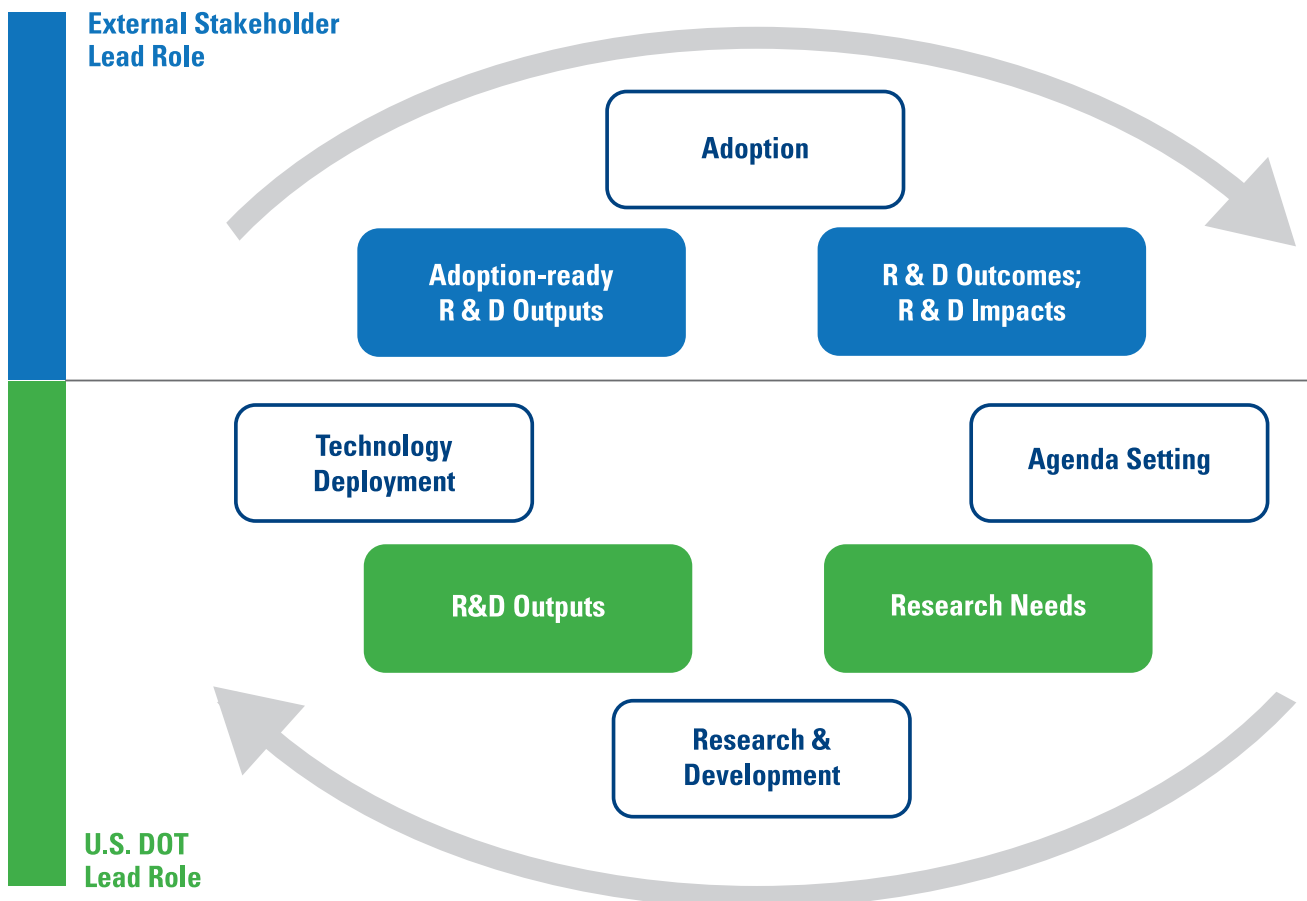 External Stakeholder
Lead Role
Adoption
Adoption-ready
R & D Outputs
R & D Outcomes;
R & D Impacts
Technology
Deployment
Agenda Setting
R&D Outputs
Research Needs
Research &
Development
U.S. DOT
Lead Role